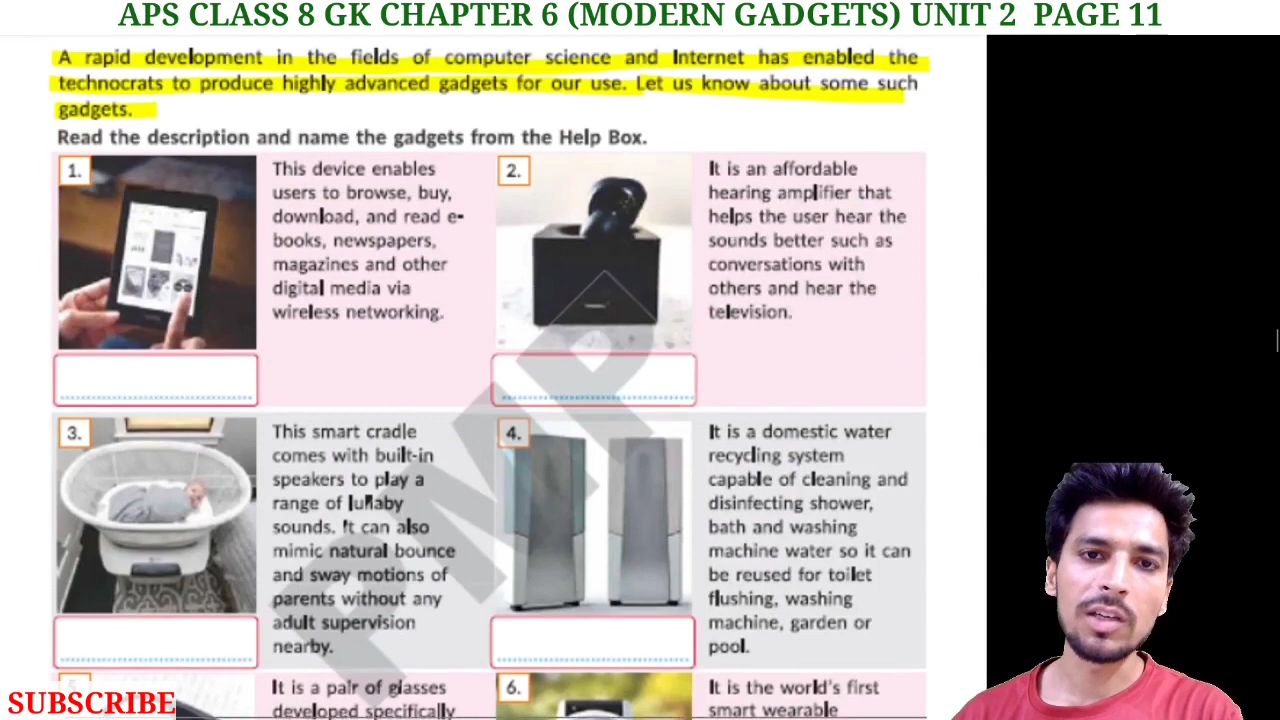 APS CLASS 8 GK CHAPTER 6 (MODERN GADGETS) UNIT 2 PAGE 11
A rapid development in the fields of computer science and Internet has enabled the
technocrats to produce highly advanced gadgets for our use. Let us know about some such
gadgets.
Read the description and name the gadgets from the Help Box.
1.
This device enables
users to browse, buy,
download, and read e-
books, newspapers,
magazines and other
digital media via
wireless networking.
2.
It is an affordable
hearing amplifier that
helps the user hear the
sounds better such as
conversations with
others and hear the
television.
3.
This smart cradle
comes with built-in
speakers to play a
range of lullaby
sounds. It can also
mimic natural bounce
and sway motions of
parents without any
adult supervision
nearby.
4.
It is a domestic water
recycling system
capable of cleaning and
disinfecting shower,
bath and washing
machine water so it can
be reused for toilet
flushing, washing
machine, garden or
pool.
5.
It is a pair of glasses
developed specifically
6.
It is the world's first
smart wearable
PMP
SUBSCRIBE